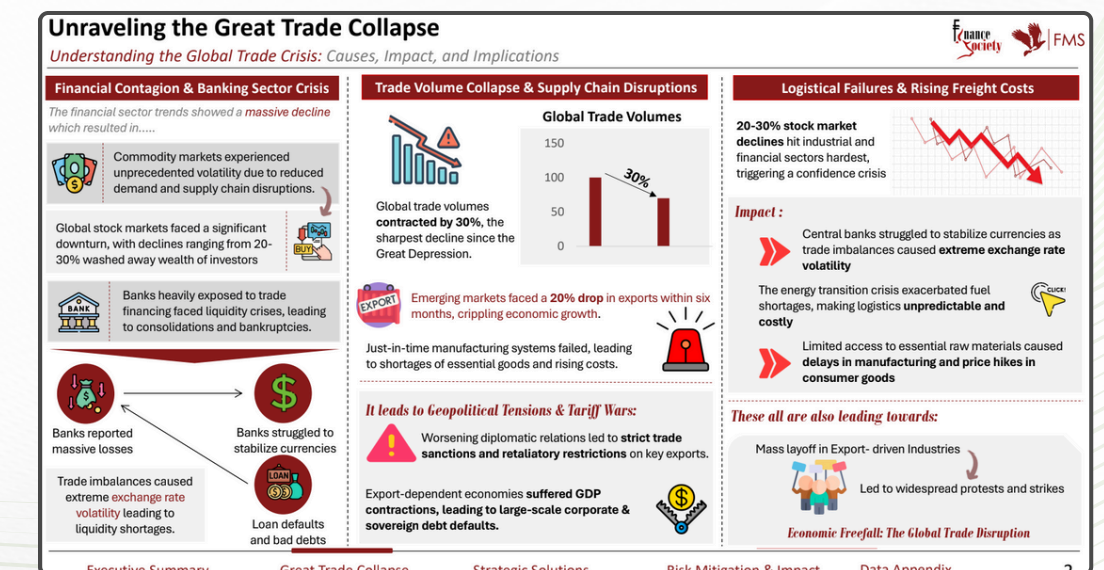 Unraveling the Great Trade Collapse
Understanding the Global Trade Crisis: Causes, Impact, and Implications
Finance
Society
FMS
Financial Contagion & Banking Sector Crisis
The financial sector trends showed a massive decline
which resulted in.....
Commodity markets experienced
unprecedented volatility due to reduced
demand and supply chain disruptions.
Global stock markets faced a significant
downturn, with declines ranging from 20-
30% washed away wealth of investors
BUY
BANK
Banks heavily exposed to trade
financing faced liquidity crises, leading
to consolidations and bankruptcies.
Banks reported
massive losses
Banks struggled to
stabilize currencies
Trade imbalances caused
extreme exchange rate
volatility leading to
liquidity shortages.
LOAN
Loan defaults
and bad debts
Trade Volume Collapse & Supply Chain Disruptions
Global Trade Volumes
150
100
50
0
30%
Global trade volumes
contracted by 30%, the
sharpest decline since the
Great Depression.
EXPORT
Emerging markets faced a 20% drop in exports within six
months, crippling economic growth.
Just-in-time manufacturing systems failed, leading
to shortages of essential goods and rising costs.
It leads to Geopolitical Tensions & Tariff Wars:
Worsening diplomatic relations led to strict trade
sanctions and retaliatory restrictions on key exports.
Export-dependent economies suffered GDP
contractions, leading to large-scale corporate &
sovereign debt defaults.
Logistical Failures & Rising Freight Costs
20-30% stock market
declines hit industrial and
financial sectors hardest,
triggering a confidence crisis
Impact :
Central banks struggled to stabilize currencies as
trade imbalances caused extreme exchange rate
volatility
The energy transition crisis exacerbated fuel
shortages, making logistics unpredictable and
costly
CLICK!
Limited access to essential raw materials caused
delays in manufacturing and price hikes in
consumer goods
These all are also leading towards:
Mass layoff in Export- driven Industries
Led to widespread protests and strikes
Economic Freefall: The Global Trade Disruption
Executive Summary
Great Trade Collapse
Strategic Solutions
Risk Mitigation & Impact
Data Appendix
2